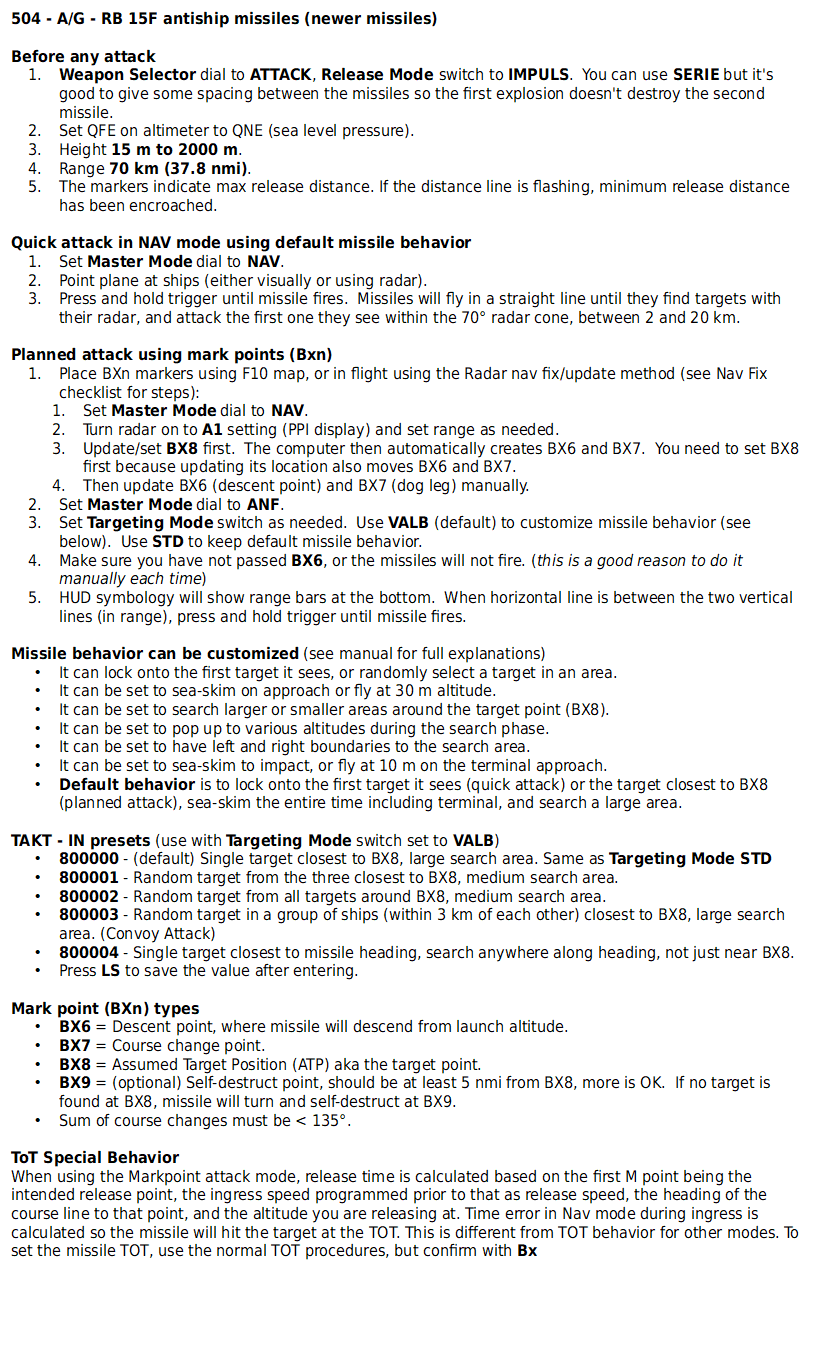 504 - A/G - RB 15F antiship missiles (newer missiles)
Before any attack
1. Weapon Selector dial to ATTACK, Release Mode switch to IMPULS. You can use SERIE but it's
good to give some spacing between the missiles so the first explosion doesn't destroy the second
missile.
2. Set QFE on altimeter to QNE (sea level pressure).
3. Height 15 m to 2000 m.
4. Range 70 km (37.8 nmi).
5. The markers indicate max release distance. If the distance line is flashing, minimum release distance
has been encroached.
Quick attack in NAV mode using default missile behavior
1. Set Master Mode dial to NAV.
2. Point plane at ships (either visually or using radar).
3. Press and hold trigger until missile fires. Missiles will fly in a straight line until they find targets with
their radar, and attack the first one they see within the 70° radar cone, between 2 and 20 km.
Planned attack using mark points (Bxn)
1. Place BXn markers using F10 map, or in flight using the Radar nav fix/update method (see Nav Fix
checklist for steps):
1. Set Master Mode dial to NAV.
2. Turn radar on to A1 setting (PPI display) and set range as needed.
3. Update/set BX8 first. The computer then automatically creates BX6 and BX7. You need to set BX8
first because updating its location also moves BX6 and BX7.
4. Then update BX6 (descent point) and BX7 (dog leg) manually.
2. Set Master Mode dial to ANF.
3. Set Targeting Mode switch as needed. Use VALB (default) to customize missile behavior (see
below). Use STD to keep default missile behavior.
4. Make sure you have not passed BX6, or the missiles will not fire. (this is a good reason to do it
manually each time)
5. HUD symbology will show range bars at the bottom. When horizontal line is between the two vertical
lines (in range), press and hold trigger until missile fires.
Missile behavior can be customized (see manual for full explanations)
• It can lock onto the first target it sees, or randomly select a target in an area.
• It can be set to sea-skim on approach or fly at 30 m altitude.
• It can be set to search larger or smaller areas around the target point (BX8).
• It can be set to pop up to various altitudes during the search phase.
• It can be set to have left and right boundaries to the search area.
• It can be set to sea-skim to impact, or fly at 10 m on the terminal approach.
• Default behavior is to lock onto the first target it sees (quick attack) or the target closest to BX8
(planned attack), sea-skim the entire time including terminal, and search a large area.
TAKT - IN presets (use with Targeting Mode switch set to VALB)
• 800000 - (default) Single target closest to BX8, large search area. Same as Targeting Mode STD
• 800001 - Random target from the three closest to BX8, medium search area.
• 800002 - Random target from all targets around BX8, medium search area.
• 800003 - Random target in a group of ships (within 3 km of each other) closest to BX8, large search
area. (Convoy Attack)
• 800004 - Single target closest to missile heading, search anywhere along heading, not just near BX8.
• Press LS to save the value after entering.
Mark point (BXn) types
• BX6 = Descent point, where missile will descend from launch altitude.
• BX7 = Course change point.
• BX8 = Assumed Target Position (ATP) aka the target point.
• BX9 = (optional) Self-destruct point, should be at least 5 nmi from BX8, more is OK. If no target is
found at BX8, missile will turn and self-destruct at BX9.
• Sum of course changes must be < 135°.
ToT Special Behavior
When using the Markpoint attack mode, release time is calculated based on the first M point being the
intended release point, the ingress speed programmed prior to that as release speed, the heading of the
course line to that point, and the altitude you are releasing at. Time error in Nav mode during ingress is
calculated so the missile will hit the target at the TOT. This is different from TOT behavior for other modes. To
set the missile TOT, use the normal TOT procedures, but confirm with Bx